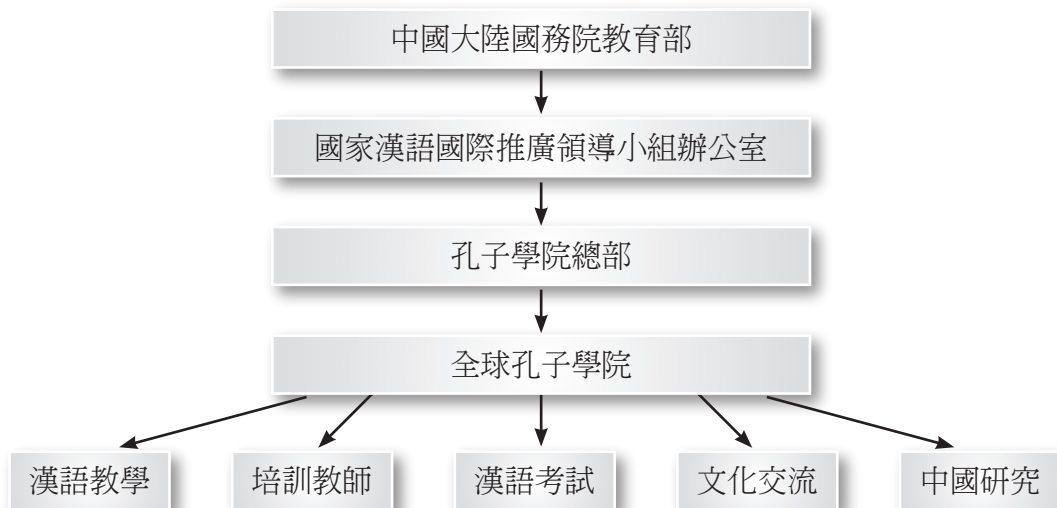 中國大陸國務院教育部
國家漢語國際推廣領導小組辦公室
孔子學院總部
全球孔子學院
漢語教學
培訓教師
漢語考試
文化交流
中國研究